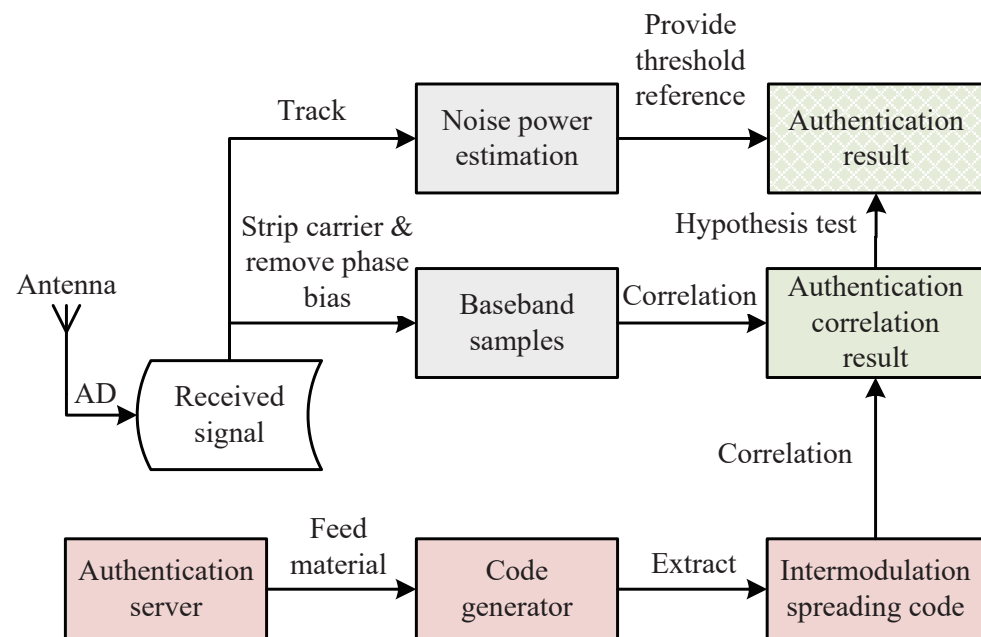 Provide
threshold
reference
Track
Noise power
estimation
Authentication
result
Strip carrier &
remove phase
bias
Hypothesis test
Antenna
Baseband
samples
Correlation
Authentication
correlation
result
AD
Received
signal
Correlation
Feed
material
Extract
Authentication
server
Code
generator
Intermodulation
spreading code